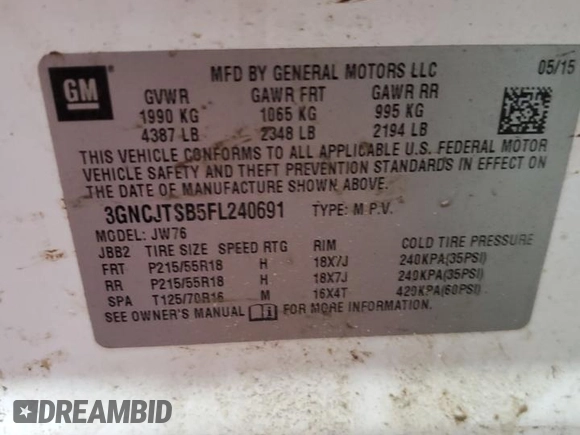 GM
MFD BY GENERAL MOTORS LLC 05/15
GVWR GAWR FRT GAWR RR
1990 KG 1065 KG 995 KG
4387 LB 2348 LB 2194 LB
THIS VEHICLE CONFORMS TO ALL APPLICABLE U.S. FEDERAL MOTOR
VEHICLE SAFETY AND THEFT PREVENTION STANDARDS IN EFFECT ON
THE DATE OF MANUFACTURE SHOWN ABOVE.
3GNCJTSB5FL240691 TYPE: M.P.V.
MODEL: JW76
JBB2 TIRE SIZE SPEED RTG RIM COLD TIRE PRESSURE
FRT P215/55R18 H 18X7J 240KPA(35PSI)
RR P215/55R18 H 18X7J 240KPA(35PSI)
SPA T125/70R16 M 16X4T 420KPA(60PSI)
SEE OWNER'S MANUAL FOR MORE INFORMATION.
DREAMBID